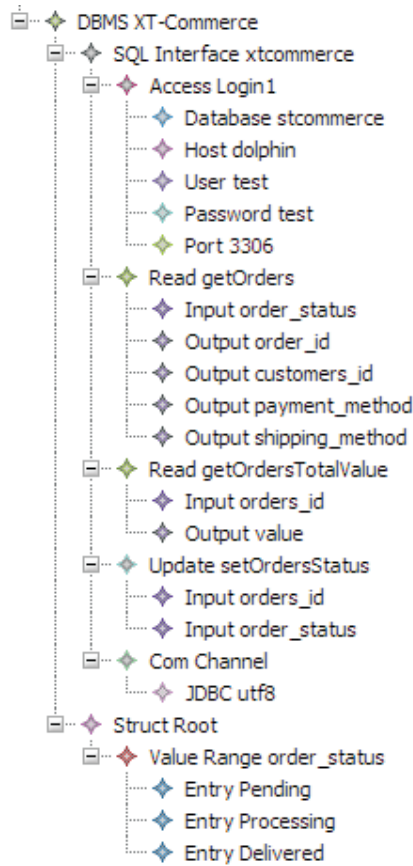 DBMS XT-Commerce
SQL Interface xtcommerce
Access Login1
Database stcommerce
Host dolphin
User test
Password test
Port 3306
Read getOrders
Input order_status
Output order_id
Output customers_id
Output payment_method
Output shipping_method
Read getOrdersTotalValue
Input orders_id
Output value
Update setOrdersStatus
Input orders_id
Input order_status
Com Channel
JDBC utf8
Struct Root
Value Range order_status
Entry Pending
Entry Processing
Entry Delivered